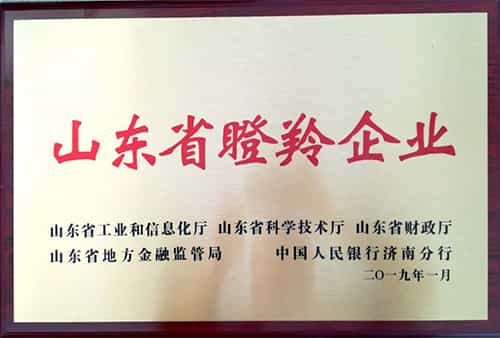 山东省瞪羚企业
山东省工业和信息化厅 山东省科学技术厅 山东省财政厅
山东省地方金融监管局 中国人民银行济南分行
二〇一九年一月